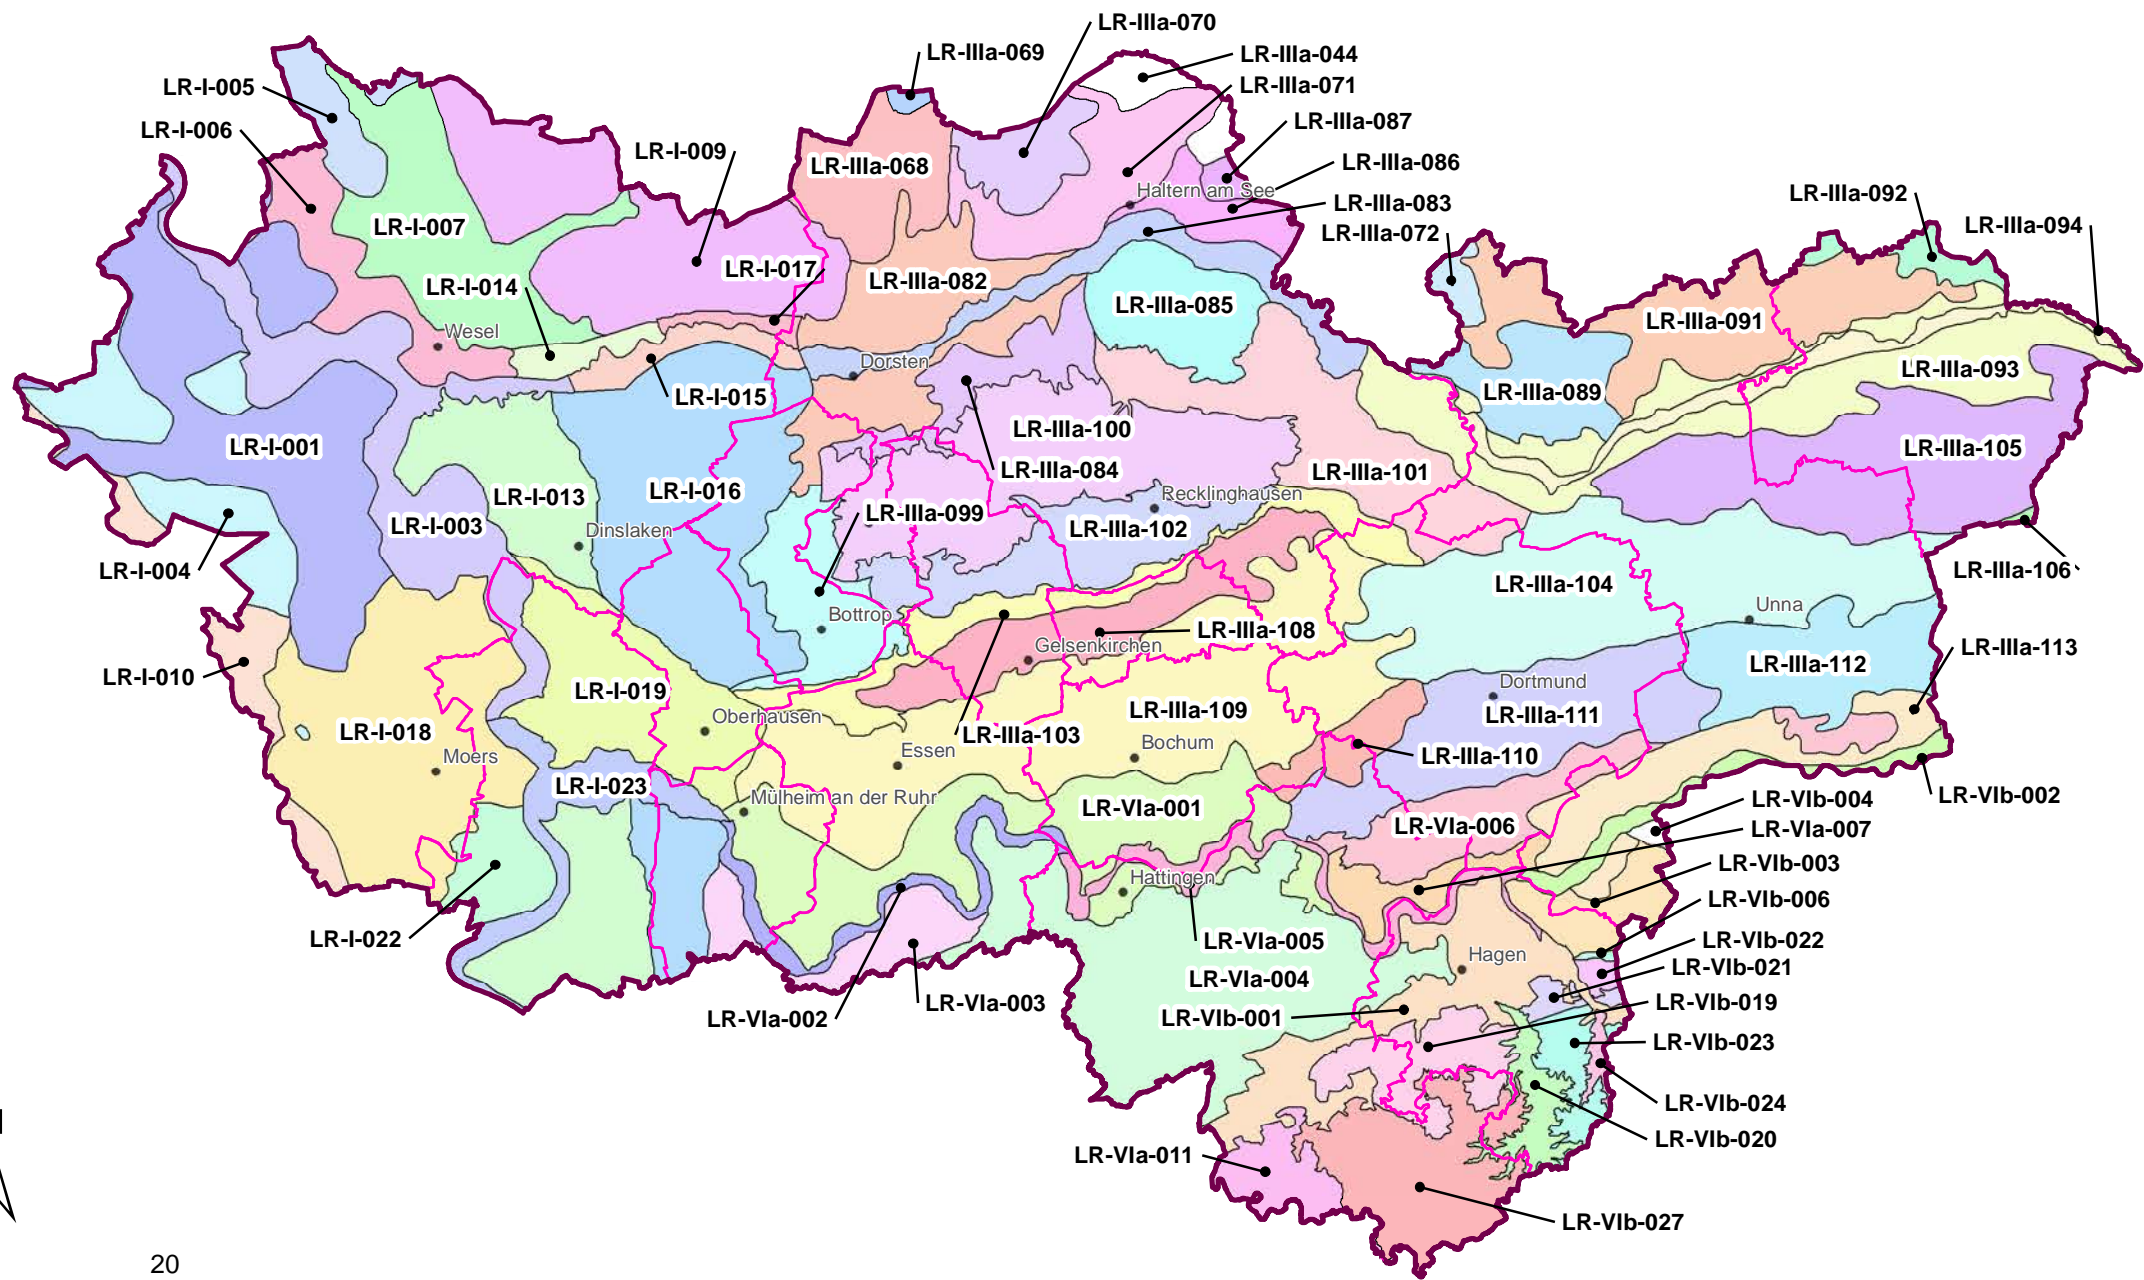 LR-IIIa-070
LR-IIIa-069
LR-IIIa-044
LR-I-005
LR-IIIa-071
LR-I-006
LR-IIIa-087
LR-I-009
LR-IIIa-068
LR-IIIa-086
Haltern am See
LR-IIIa-092
LR-IIIa-083
LR-I-007
LR-IIIa-072
LR-IIIa-094
LR-I-017
LR-IIIa-082
LR-I-014
LR-IIIa-085
LR-IIIa-091
Wesel
Dorsten
LR-IIIa-093
LR-I-015
LR-IIIa-089
LR-IIIa-100
LR-I-001
LR-IIIa-105
LR-IIIa-084
LR-IIIa-101
LR-I-016
LR-I-013
Recklinghausen
LR-IIIa-099
LR-I-003
LR-IIIa-102
Dinslaken
LR-I-004
LR-IIIa-106
LR-IIIa-104
Unna
Bottrop
LR-IIIa-108
Gelsenkirchen
LR-IIIa-113
LR-I-010
LR-IIIa-112
Dortmund
LR-I-019
LR-IIIa-109
LR-IIIa-111
Oberhausen
LR-I-018
LR-IIIa-103
Essen
Bochum
Moers
LR-IIIa-110
LR-I-023
Mülheim an der Ruhr
LR-VIa-001
LR-VIb-002
LR-VIb-004
LR-VIa-006
LR-VIa-007
LR-VIb-003
Hattingen
LR-VIb-006
LR-I-022
LR-VIa-005
LR-VIb-022
Hagen
LR-VIb-021
LR-VIa-004
LR-VIa-003
LR-VIb-019
LR-VIa-002
LR-VIb-001
LR-VIb-023
LR-VIb-024
LR-VIb-020
LR-VIa-011
LR-VIb-027
20